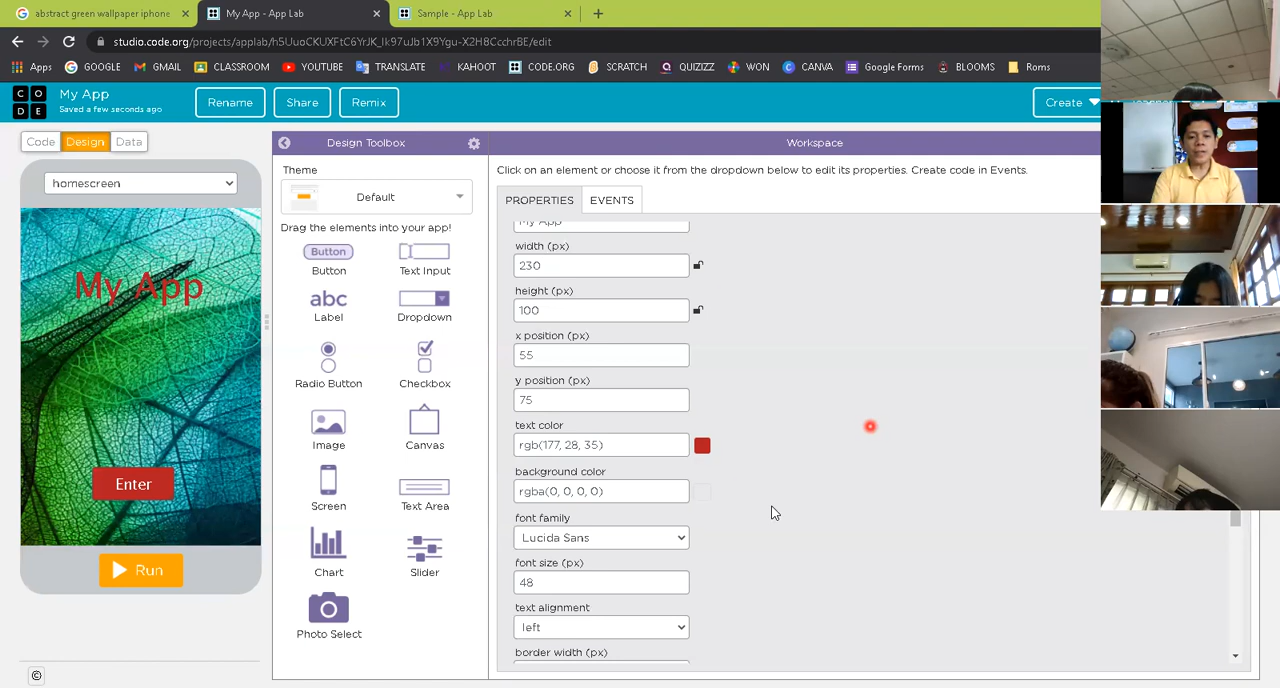 abstract green wallpaper iphone
My App - App Lab
Sample - App Lab
studio.code.org/projects/applab/h5UuoCKUXFtC6YrJK_Ik97uJb1X9Ygu-X2H8CcchrBE/edit
Apps GOOGLE GMAIL CLASSROOM YOUTUBE TRANSLATE KAHOOT CODE.ORG SCRATCH QUIZIZZ WON CANVA Google Forms BLOOMS Roms
CODE
My App
Saved a few seconds ago
Rename
Share
Remix
Create
Code Design Data
homescreen
My App
Enter
Run
Design Toolbox
Theme
Default
Drag the elements into your app!
Button
Button
Text Input
abc
Label
Dropdown
Radio Button
Checkbox
Image
Canvas
Screen
Text Area
Chart
Slider
Photo Select
Workspace
Click on an element or choose it from the dropdown below to edit its properties. Create code in Events.
PROPERTIES EVENTS
My App
width (px)
230
height (px)
100
x position (px)
55
y position (px)
75
text color
rgb(177, 28, 35)
background color
rgba(0, 0, 0, 0)
font family
Lucida Sans
font size (px)
48
text alignment
left
border width (px)
©